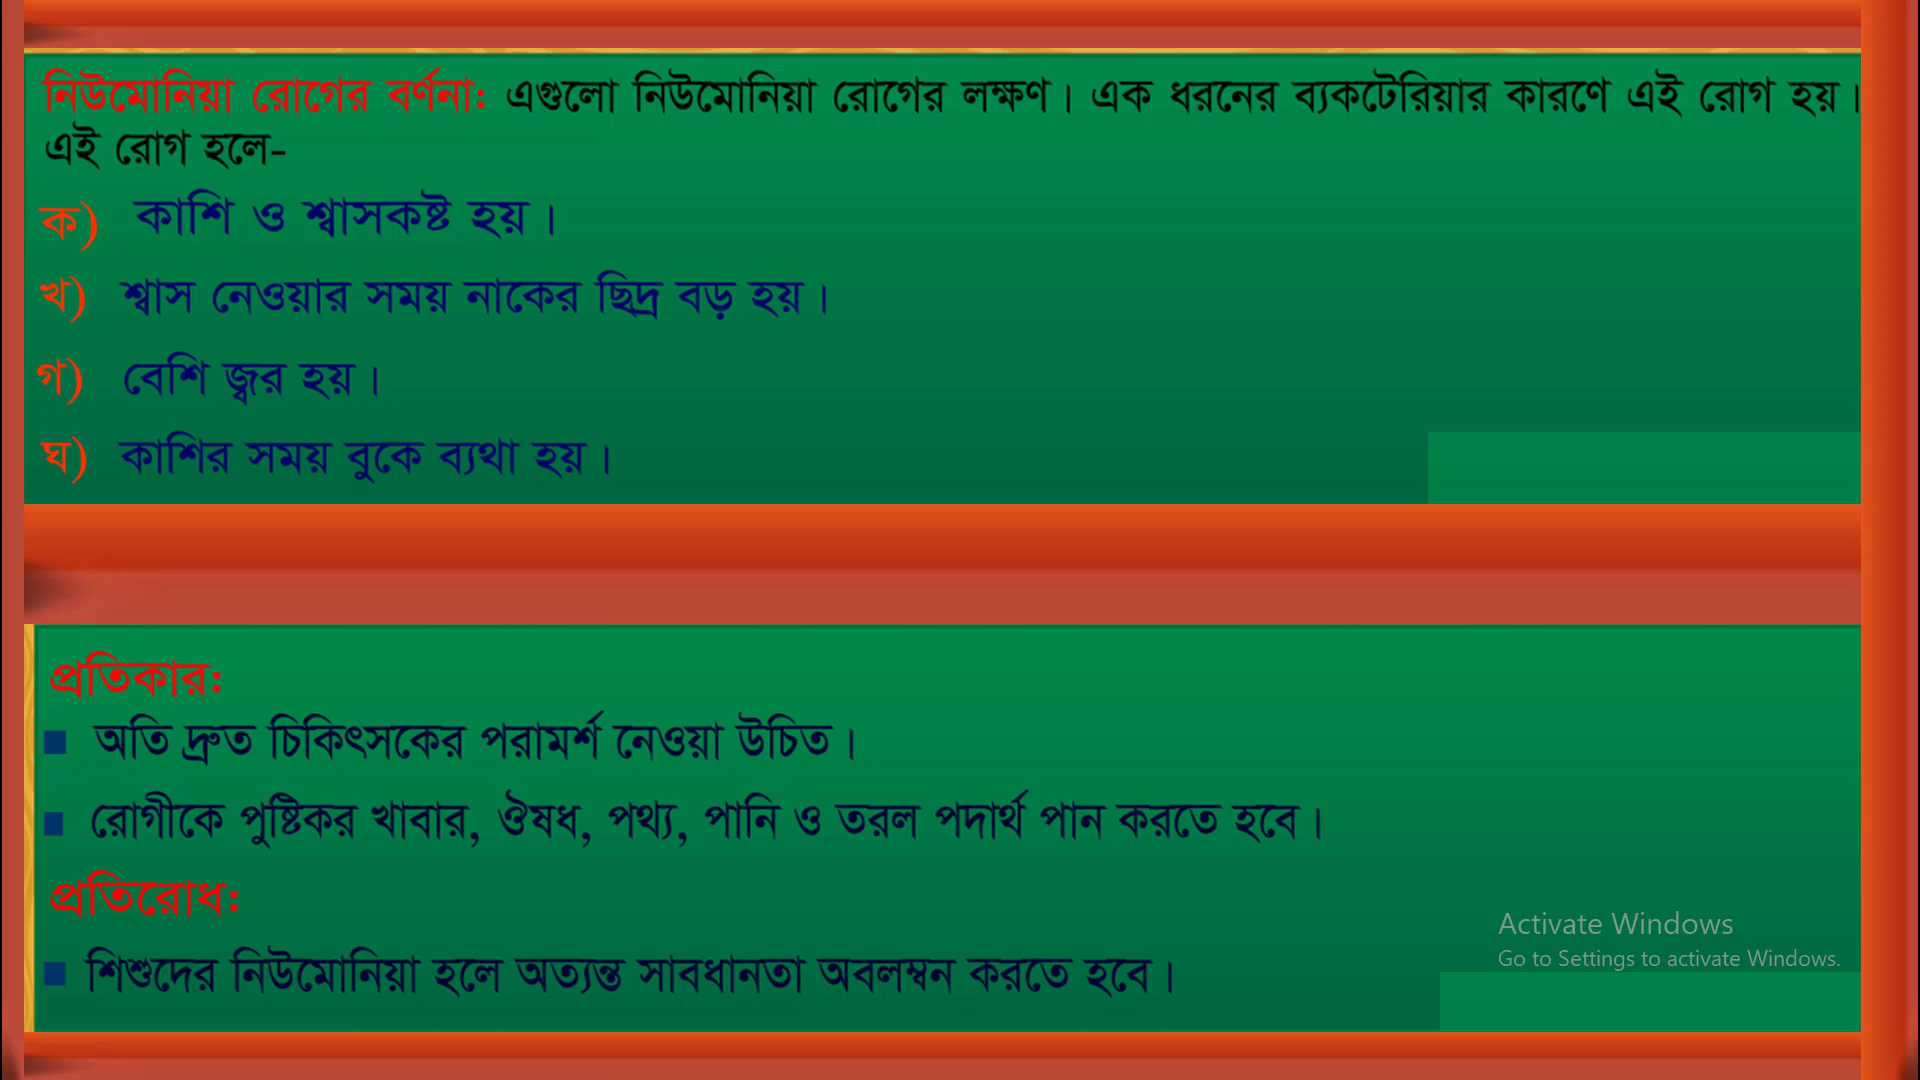 নিউমোনিয়া রোগের বর্ণনা: এগুলো নিউমোনিয়া রোগের লক্ষণ। এক ধরনের ব্যকটেরিয়ার কারণে এই রোগ হয়।
এই রোগ হলে-
ক) কাশি ও শ্বাসকষ্ট হয়।
খ) শ্বাস নেওয়ার সময় নাকের ছিদ্র বড় হয়।
গ) বেশি জ্বর হয়।
ঘ) কাশির সময় বুকে ব্যথা হয়।
প্রতিকার:
■ অতি দ্রুত চিকিৎসকের পরামর্শ নেওয়া উচিত।
■ রোগীকে পুষ্টিকর খাবার, ঔষধ, পথ্য, পানি ও তরল পদার্থ পান করতে হবে।
প্রতিরোধ:
■ শিশুদের নিউমোনিয়া হলে অত্যন্ত সাবধানতা অবলম্বন করতে হবে।
Activate Windows
Go to Settings to activate Windows.